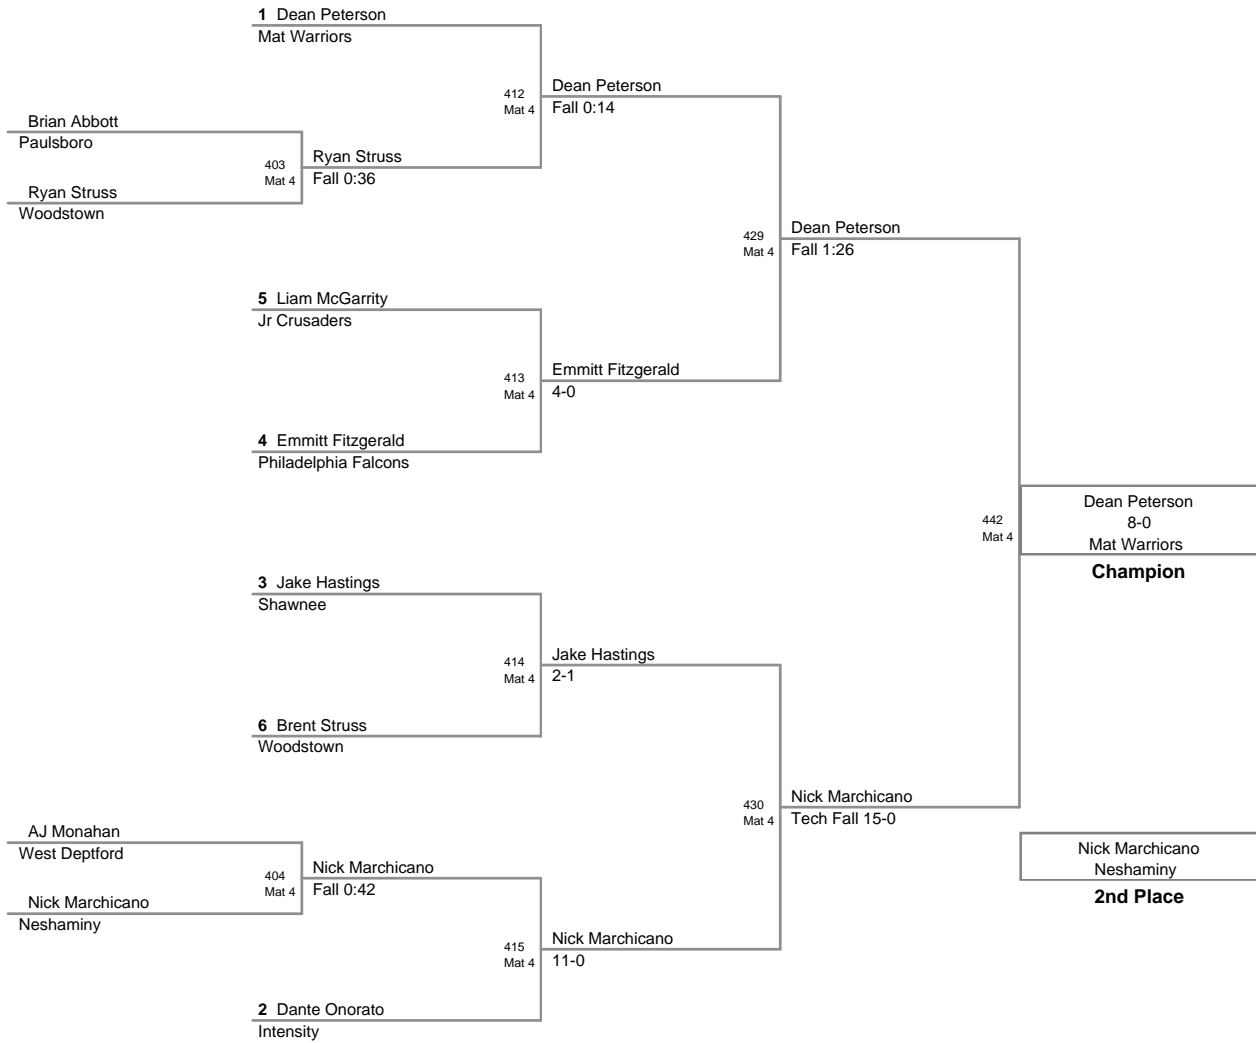 1 Dean Peterson
Mat Warriors
Dean Peterson
412
Mat 4
Fall 0:14
Brian Abbott
Paulsboro
Ryan Struss
403
Mat 4
Fall 0:36
Ryan Struss
Woodstown
Dean Peterson
429
Mat 4
Fall 1:26
5 Liam McGarrity
Jr Crusaders
Emmitt Fitzgerald
413
Mat 4
4-0
4 Emmitt Fitzgerald
Philadelphia Falcons
Dean Peterson
8-0
Mat Warriors
442
Mat 4
Champion
3 Jake Hastings
Shawnee
Jake Hastings
414
Mat 4
2-1
6 Brent Struss
Woodstown
Nick Marchicano
430
Mat 4
Tech Fall 15-0
AJ Monahan
West Deptford
Nick Marchicano
404
Mat 4
Fall 0:42
Nick Marchicano
Neshaminy
Nick Marchicano
Neshaminy
2nd Place
Nick Marchicano
415
Mat 4
11-0
2 Dante Onorato
Intensity